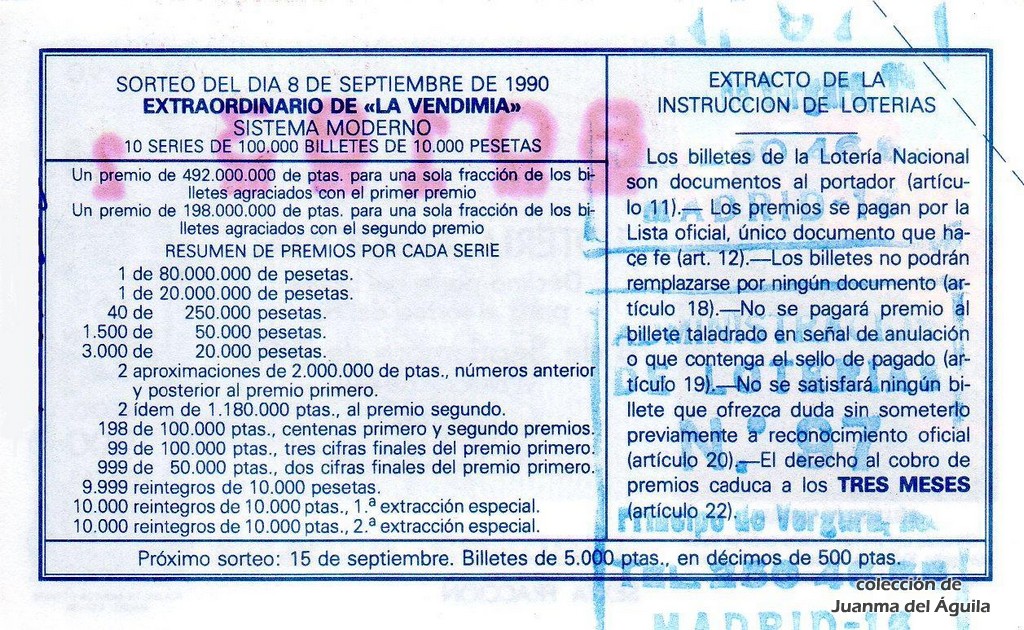 SORTEO DEL DIA 8 DE SEPTIEMBRE DE 1990
EXTRAORDINARIO DE «LA VENDIMIA»
SISTEMA MODERNO
10 SERIES DE 100.000 BILLETES DE 10.000 PESETAS
Un premio de 492.000.000 de ptas. para una sola fracción de los bi-
lletes agraciados con el primer premio
Un premio de 198.000.000 de ptas. para una sola fracción de los bi-
lletes agraciados con el segundo premio
RESUMEN DE PREMIOS POR CADA SERIE
1 de 80.000.000 de pesetas.
1 de 20.000.000 de pesetas.
40 de 250.000 pesetas.
1.500 de 50.000 pesetas.
3.000 de 20.000 pesetas.
2 aproximaciones de 2.000.000 de ptas., números anterior
y posterior al premio primero.
2 ídem de 1.180.000 ptas., al premio segundo.
198 de 100.000 ptas., centenas primero y segundo premios.
99 de 100.000 ptas., tres cifras finales del premio primero.
999 de 50.000 ptas., dos cifras finales del premio primero.
9.999 reintegros de 10.000 pesetas.
10.000 reintegros de 10.000 ptas., 1.ª extracción especial.
10.000 reintegros de 10.000 ptas., 2.ª extracción especial.
EXTRACTO DE LA
INSTRUCCION DE LOTERIAS
Los billetes de la Lotería Nacional
son documentos al portador (artícu-
lo 11).— Los premios se pagan por la
Lista oficial, único documento que ha-
ce fe (art. 12).—Los billetes no podrán
remplazarse por ningún documento (ar-
tículo 18).—No se pagará premio al
billete taladrado en señal de anulación
o que contenga el sello de pagado (ar-
tículo 19).—No se satisfará ningún bi-
llete que ofrezca duda sin someterlo
previamente a reconocimiento oficial
(artículo 20).—El derecho al cobro de
premios caduca a los TRES MESES
(artículo 22).
Próximo sorteo: 15 de septiembre. Billetes de 5.000 ptas., en décimos de 500 ptas.
DE LOTERIA
N.º 97
Príncipe de Vergara,
MADRID-
colección de
Juanma del Águila